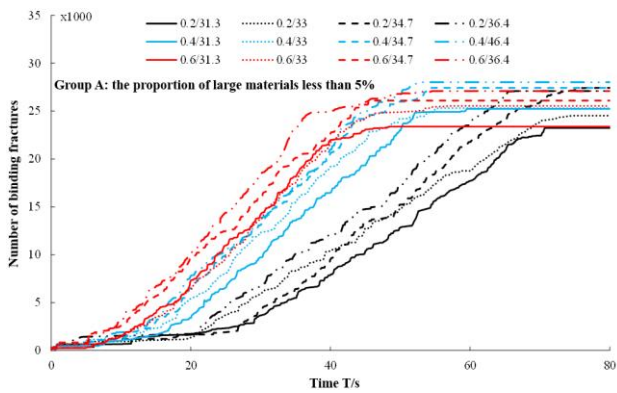 35
x1000
0.2/31.3 0.2/33 0.2/34.7 0.2/36.4
30
0.4/31.3 0.4/33 0.4/34.7 0.4/46.4
0.6/31.3 0.6/33 0.6/34.7 0.6/36.4
Group A: the proportion of large materials less than 5%
25
20
15
10
5
0
Number of binding fractures
0 20 40 60 80
Time T/s